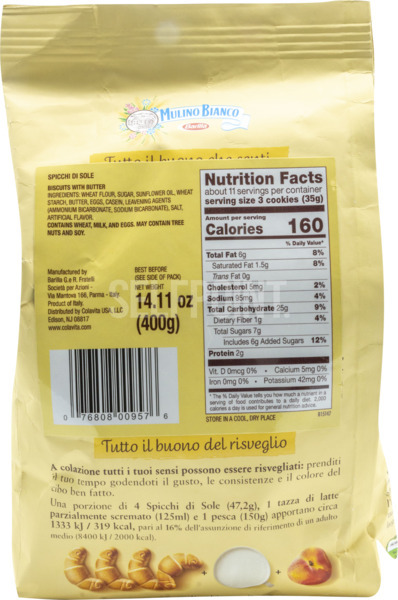 MULINO BIANCO
Barilla
Tutto il buono che senti
SPICCHI DI SOLE
BISCUITS WITH BUTTER
INGREDIENTS: WHEAT FLOUR, SUGAR, SUNFLOWER OIL, WHEAT
STARCH, BUTTER, EGGS, CASEIN, LEAVENING AGENTS
(AMMONIUM BICARBONATE, SODIUM BICARBONATE), SALT,
ARTIFICIAL FLAVOR.
CONTAINS WHEAT, MILK, AND EGGS. MAY CONTAIN TREE
NUTS AND SOY.
Manufactured by
Barilla G.e R. Fratelli
Società per Azioni -
Via Mantova 166, Parma - Italy
Product of Italy.
Distributed by Colavita USA, LLC
Edison, NJ 08817
www.colavita.com
BEST BEFORE
(SEE SIDE OF PACK)
NET WEIGHT
14.11 oz
(400g)
0 76808 00957 6
Nutrition Facts
about 11 servings per container
serving size 3 cookies (35g)
Amount per serving
Calories 160
% Daily Value*
Total Fat 6g 8%
Saturated Fat 1.5g 8%
Trans Fat 0g
Cholesterol 5mg 2%
Sodium 95mg 4%
Total Carbohydrate 25g 9%
Dietary Fiber 1g 4%
Total Sugars 7g
Includes 6g Added Sugars 12%
Protein 2g
Vit. D 0mcg 0% • Calcium 5mg 0%
Iron 0mg 0% • Potassium 42mg 0%
* The % Daily Value tells you how much a nutrient in a
serving of food contributes to a daily diet. 2,000
calories a day is used for general nutrition advice.
STORE IN A COOL, DRY PLACE
Tutto il buono del risveglio
A colazione tutti i tuoi sensi possono essere risvegliati: prenditi
il tuo tempo godendoti il gusto, le consistenze e il colore del
cibo ben fatto.
Una porzione di 4 Spicchi di Sole (47,2g), 1 tazza di latte
parzialmente scremato (125ml) e 1 pesca (150g) apportano circa
1333 kJ / 319 kcal, pari al 16% dell'assunzione di riferimento di un adulto
medio (8400 kJ / 2000 kcal).
+ +